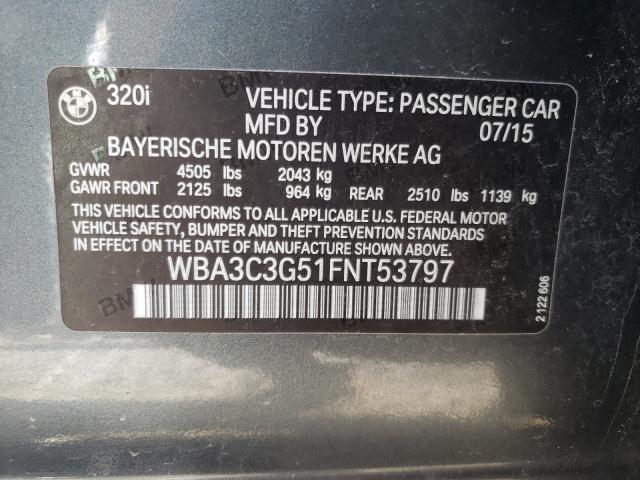 BMW 320i VEHICLE TYPE: PASSENGER CAR
MFD BY 07/15
BAYERISCHE MOTOREN WERKE AG
GVWR 4505 lbs 2043 kg
GAWR FRONT 2125 lbs 964 kg REAR 2510 lbs 1139 kg
THIS VEHICLE CONFORMS TO ALL APPLICABLE U.S. FEDERAL MOTOR
VEHICLE SAFETY, BUMPER AND THEFT PREVENTION STANDARDS
IN EFFECT ON THE DATE OF MANUFACTURE SHOWN ABOVE.
WBA3C3G51FNT53797
2 122 606